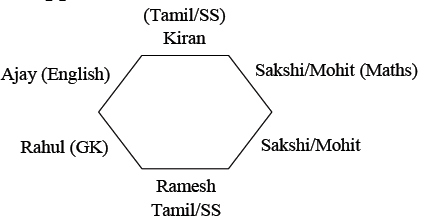 (Tamil/SS)
Kiran
Ajay (English)
Sakshi/Mohit (Maths)
Rahul (GK)
Sakshi/Mohit
Ramesh
Tamil/SS